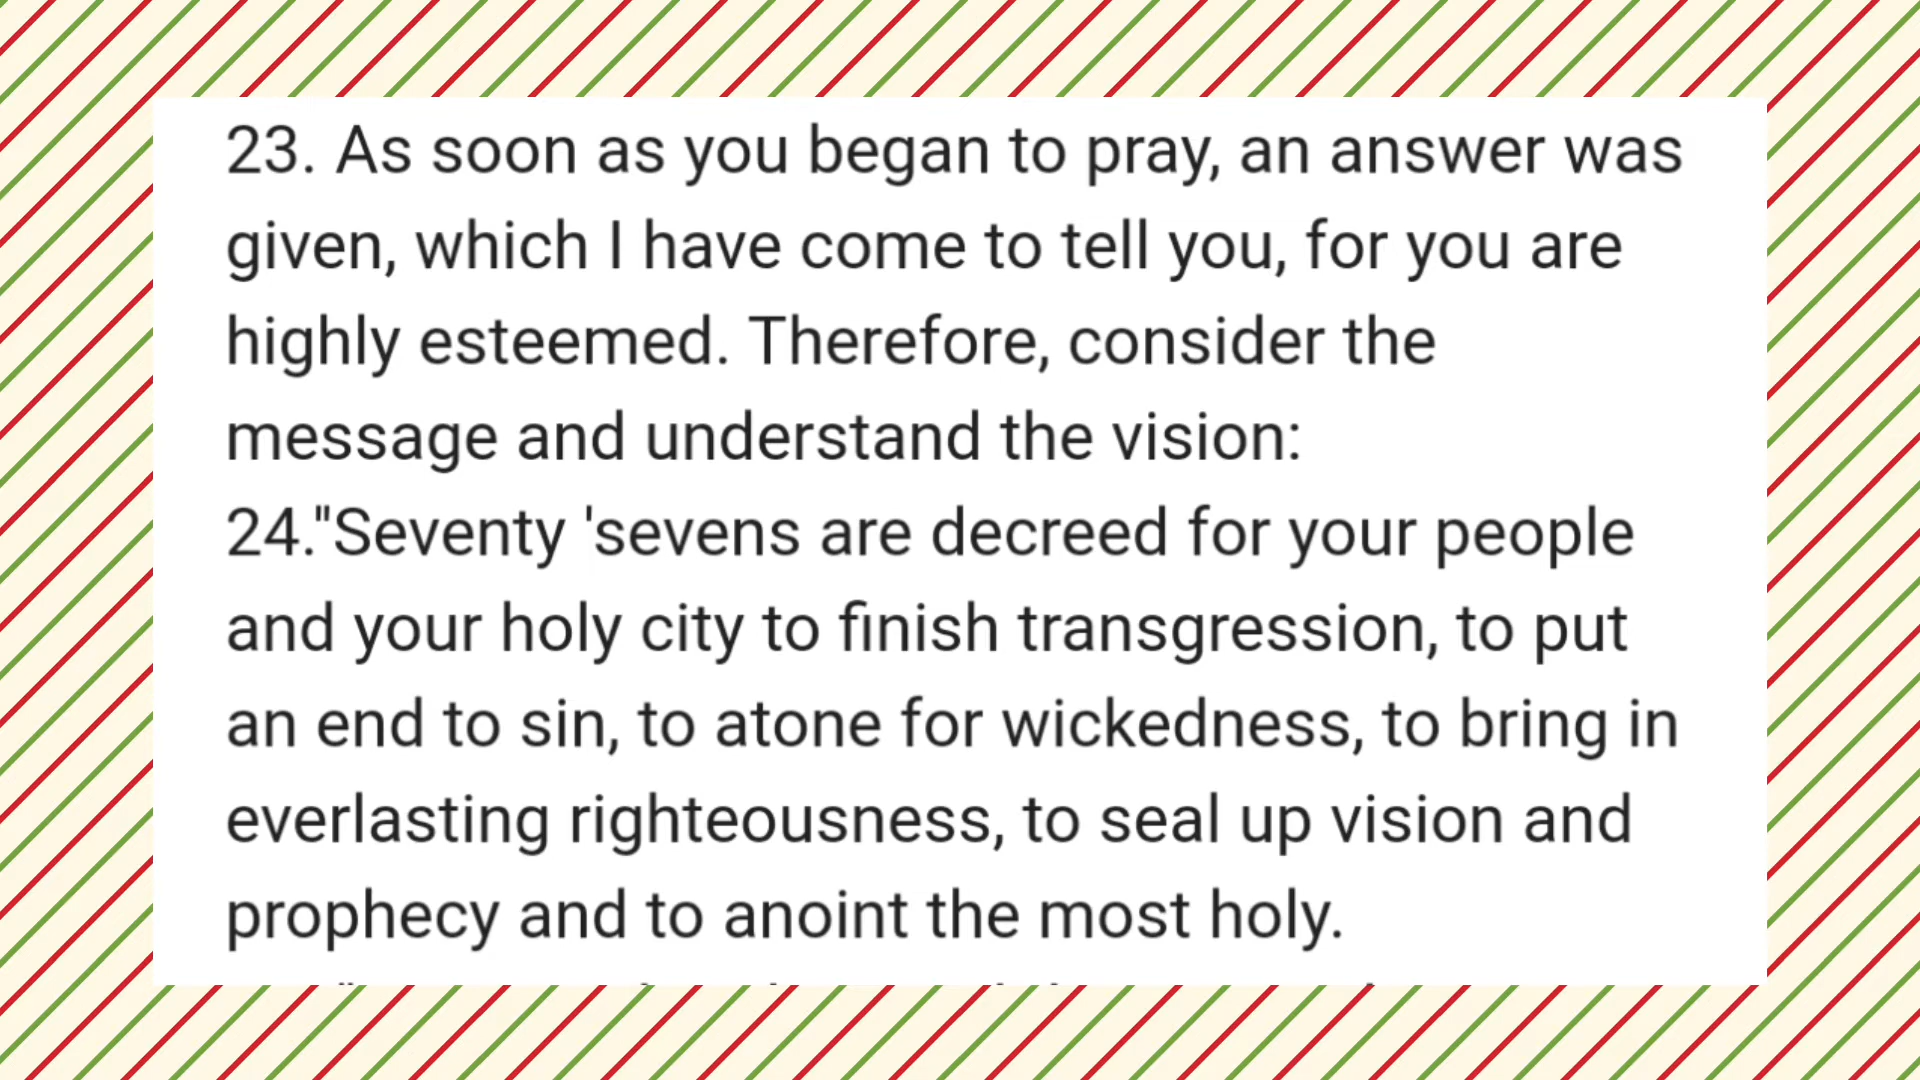 23. As soon as you began to pray, an answer was
given, which I have come to tell you, for you are
highly esteemed. Therefore, consider the
message and understand the vision:
24."Seventy 'sevens are decreed for your people
and your holy city to finish transgression, to put
an end to sin, to atone for wickedness, to bring in
everlasting righteousness, to seal up vision and
prophecy and to anoint the most holy.